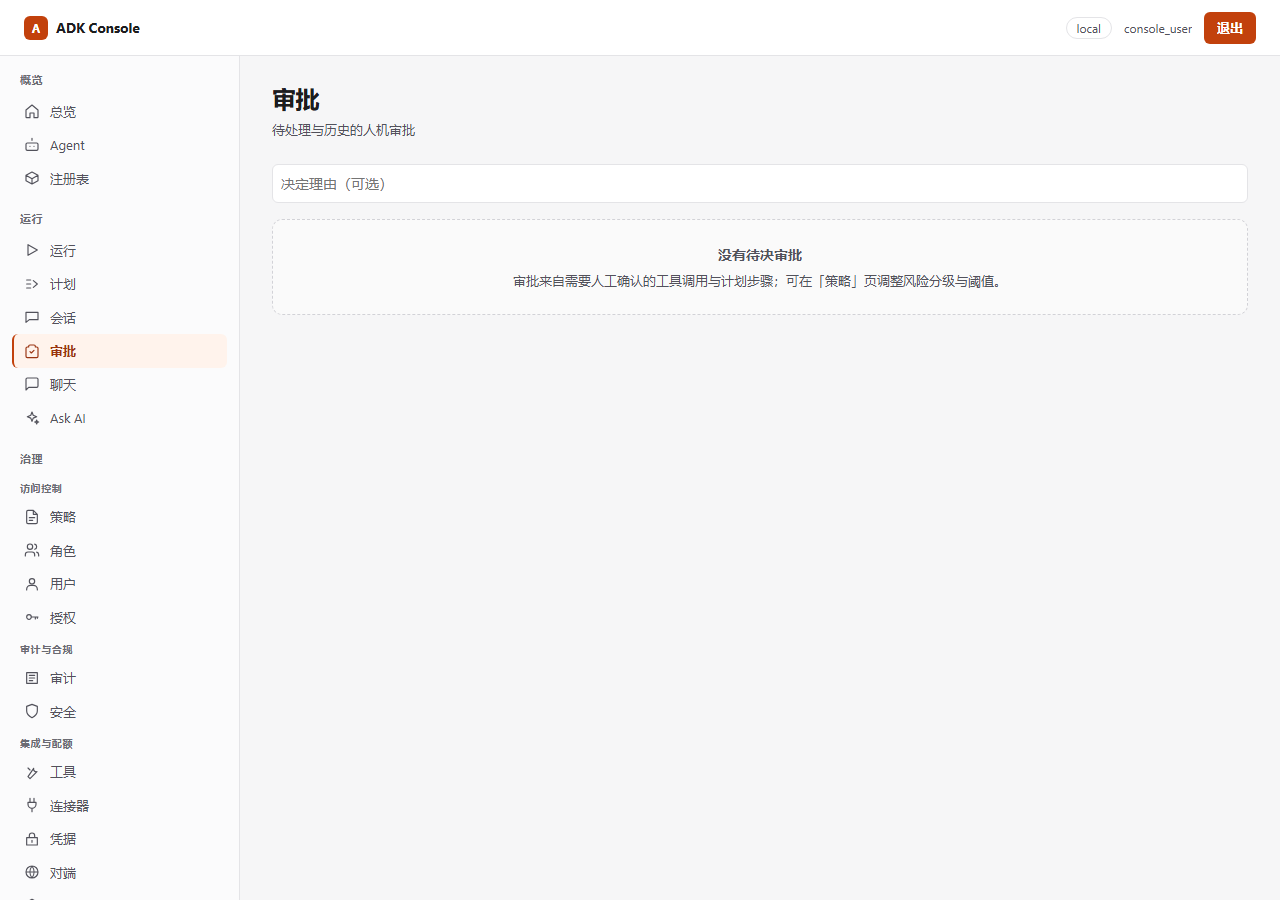 A ADK Console
local console_user 退出
概览
总览
Agent
注册表
运行
运行
计划
会话
审批
聊天
Ask AI
治理
访问控制
策略
角色
用户
授权
审计与合规
审计
安全
集成与配额
工具
连接器
凭据
对端
审批
待处理与历史的人机审批
决定理由（可选）
没有待决审批
审批来自需要人工确认的工具调用与计划步骤；可在「策略」页调整风险分级与阈值。